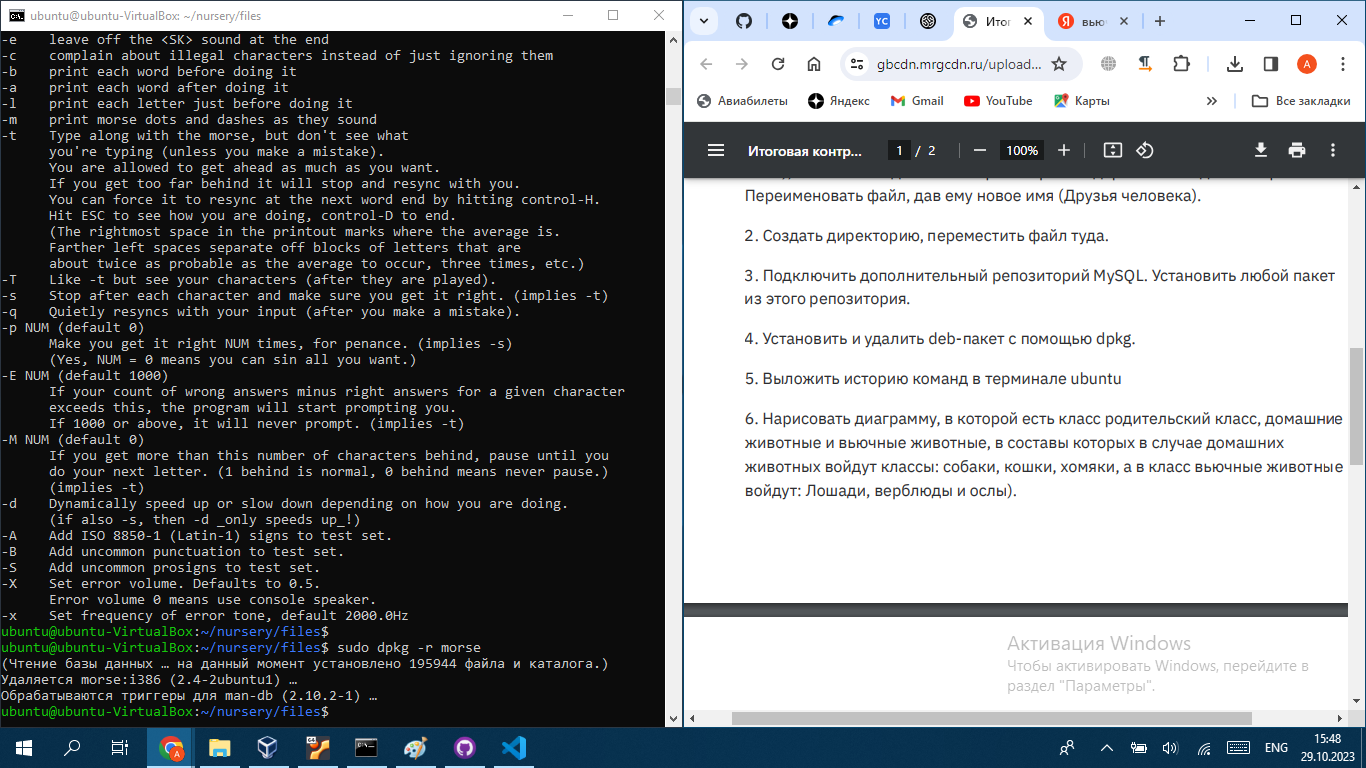 ubuntu@ubuntu-VirtualBox: ~/nursery/files
-e leave off the <SK> sound at the end
-c complain about illegal characters instead of just ignoring them
-b print each word before doing it
-a print each word after doing it
-l print each letter just before doing it
-m print morse dots and dashes as they sound
-t Type along with the morse, but don't see what
you're typing (unless you make a mistake).
You are allowed to get ahead as much as you want.
If you get too far behind it will stop and resync with you.
You can force it to resync at the next word end by hitting control-H.
Hit ESC to see how you are doing, control-D to end.
(The rightmost space in the printout marks where the average is.
Farther left spaces separate off blocks of letters that are
about twice as probable as the average to occur, three times, etc.)
-T Like -t but see your characters (after they are played).
-s Stop after each character and make sure you get it right. (implies -t)
-q Quietly resyncs with your input (after you make a mistake).
-p NUM (default 0)
Make you get it right NUM times, for penance. (implies -s)
(Yes, NUM = 0 means you can sin all you want.)
-E NUM (default 1000)
If your count of wrong answers minus right answers for a given character
exceeds this, the program will start prompting you.
If 1000 or above, it will never prompt. (implies -t)
-M NUM (default 0)
If you get more than this number of characters behind, pause until you
do your next letter. (1 behind is normal, 0 behind means never pause.)
(implies -t)
-d Dynamically speed up or slow down depending on how you are doing.
(if also -s, then -d _only speeds up_!)
-A Add ISO 8850-1 (Latin-1) signs to test set.
-B Add uncommon punctuation to test set.
-S Add uncommon prosigns to test set.
-X Set error volume. Defaults to 0.5.
Error volume 0 means use console speaker.
-x Set frequency of error tone, default 2000.0Hz
ubuntu@ubuntu-VirtualBox:~/nursery/files$
ubuntu@ubuntu-VirtualBox:~/nursery/files$ sudo dpkg -r morse
(Чтение базы данных … на данный момент установлено 195944 файла и каталога.)
Удаляется morse:i386 (2.4-2ubuntu1) …
Обрабатываются триггеры для man-db (2.10.2-1) …
ubuntu@ubuntu-VirtualBox:~/nursery/files$
YC Итог Я вьюч
gbcdn.mrgcdn.ru/upload... A
Авиабилеты Яндекс Gmail YouTube Карты » Все закладки
Итоговая контр... 1 / 2 100%
Переименовать файл, дав ему новое имя (Друзья человека).
2. Создать директорию, переместить файл туда.
3. Подключить дополнительный репозиторий MySQL. Установить любой пакет
из этого репозитория.
4. Установить и удалить deb-пакет с помощью dpkg.
5. Выложить историю команд в терминале ubuntu
6. Нарисовать диаграмму, в которой есть класс родительский класс, домашние
животные и вьючные животные, в составы которых в случае домашних
животных войдут классы: собаки, кошки, хомяки, а в класс вьючные животные
войдут: Лошади, верблюды и ослы).
Активация Windows
Чтобы активировать Windows, перейдите в
раздел "Параметры".
ENG 15:48
29.10.2023